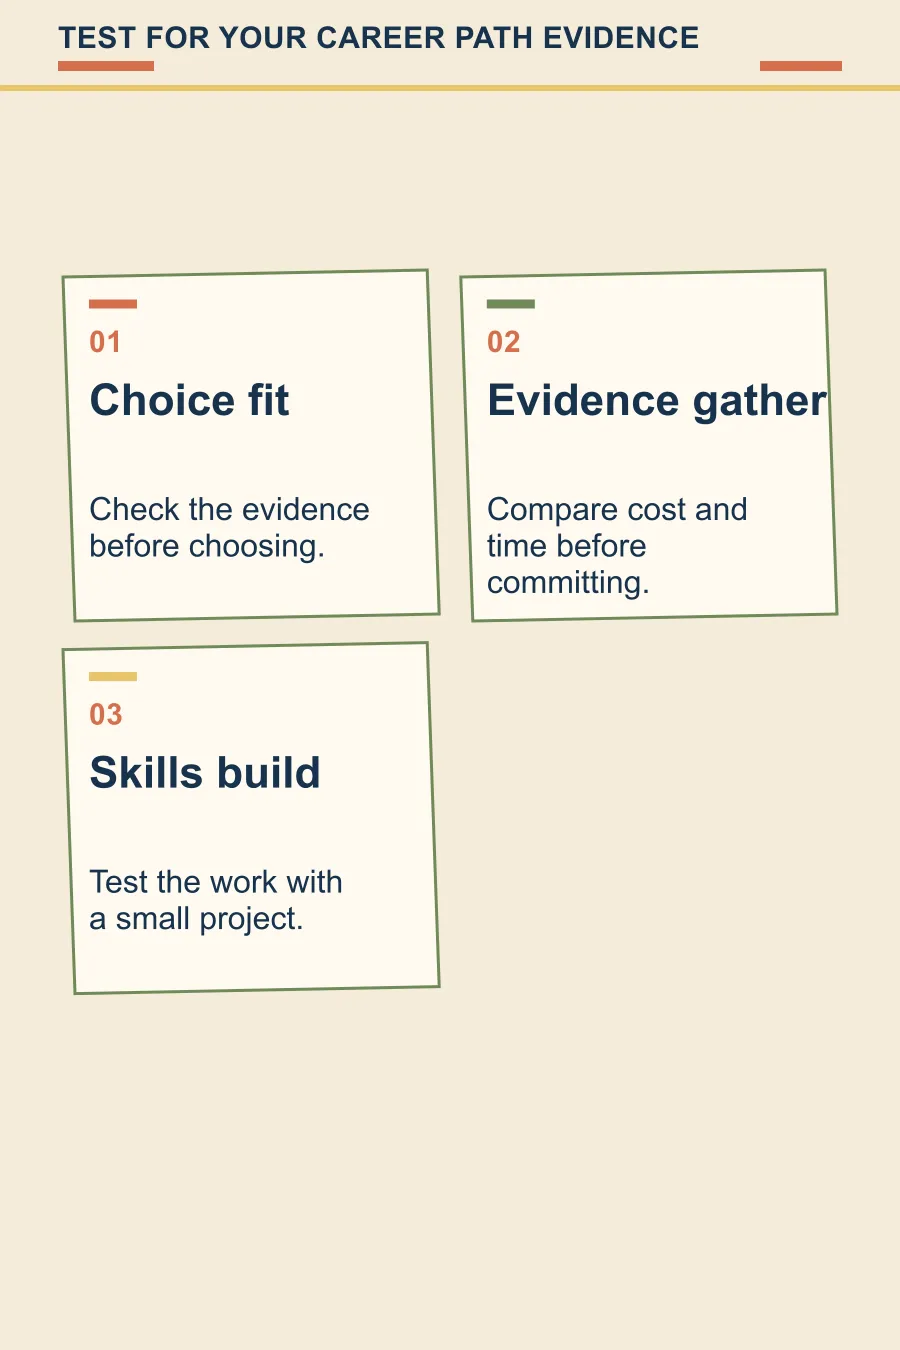 TEST FOR YOUR CAREER PATH EVIDENCE
01
Choice fit
Check the evidence
before choosing.
02
Evidence gather
Compare cost and
time before
committing.
03
Skills build
Test the work with
a small project.